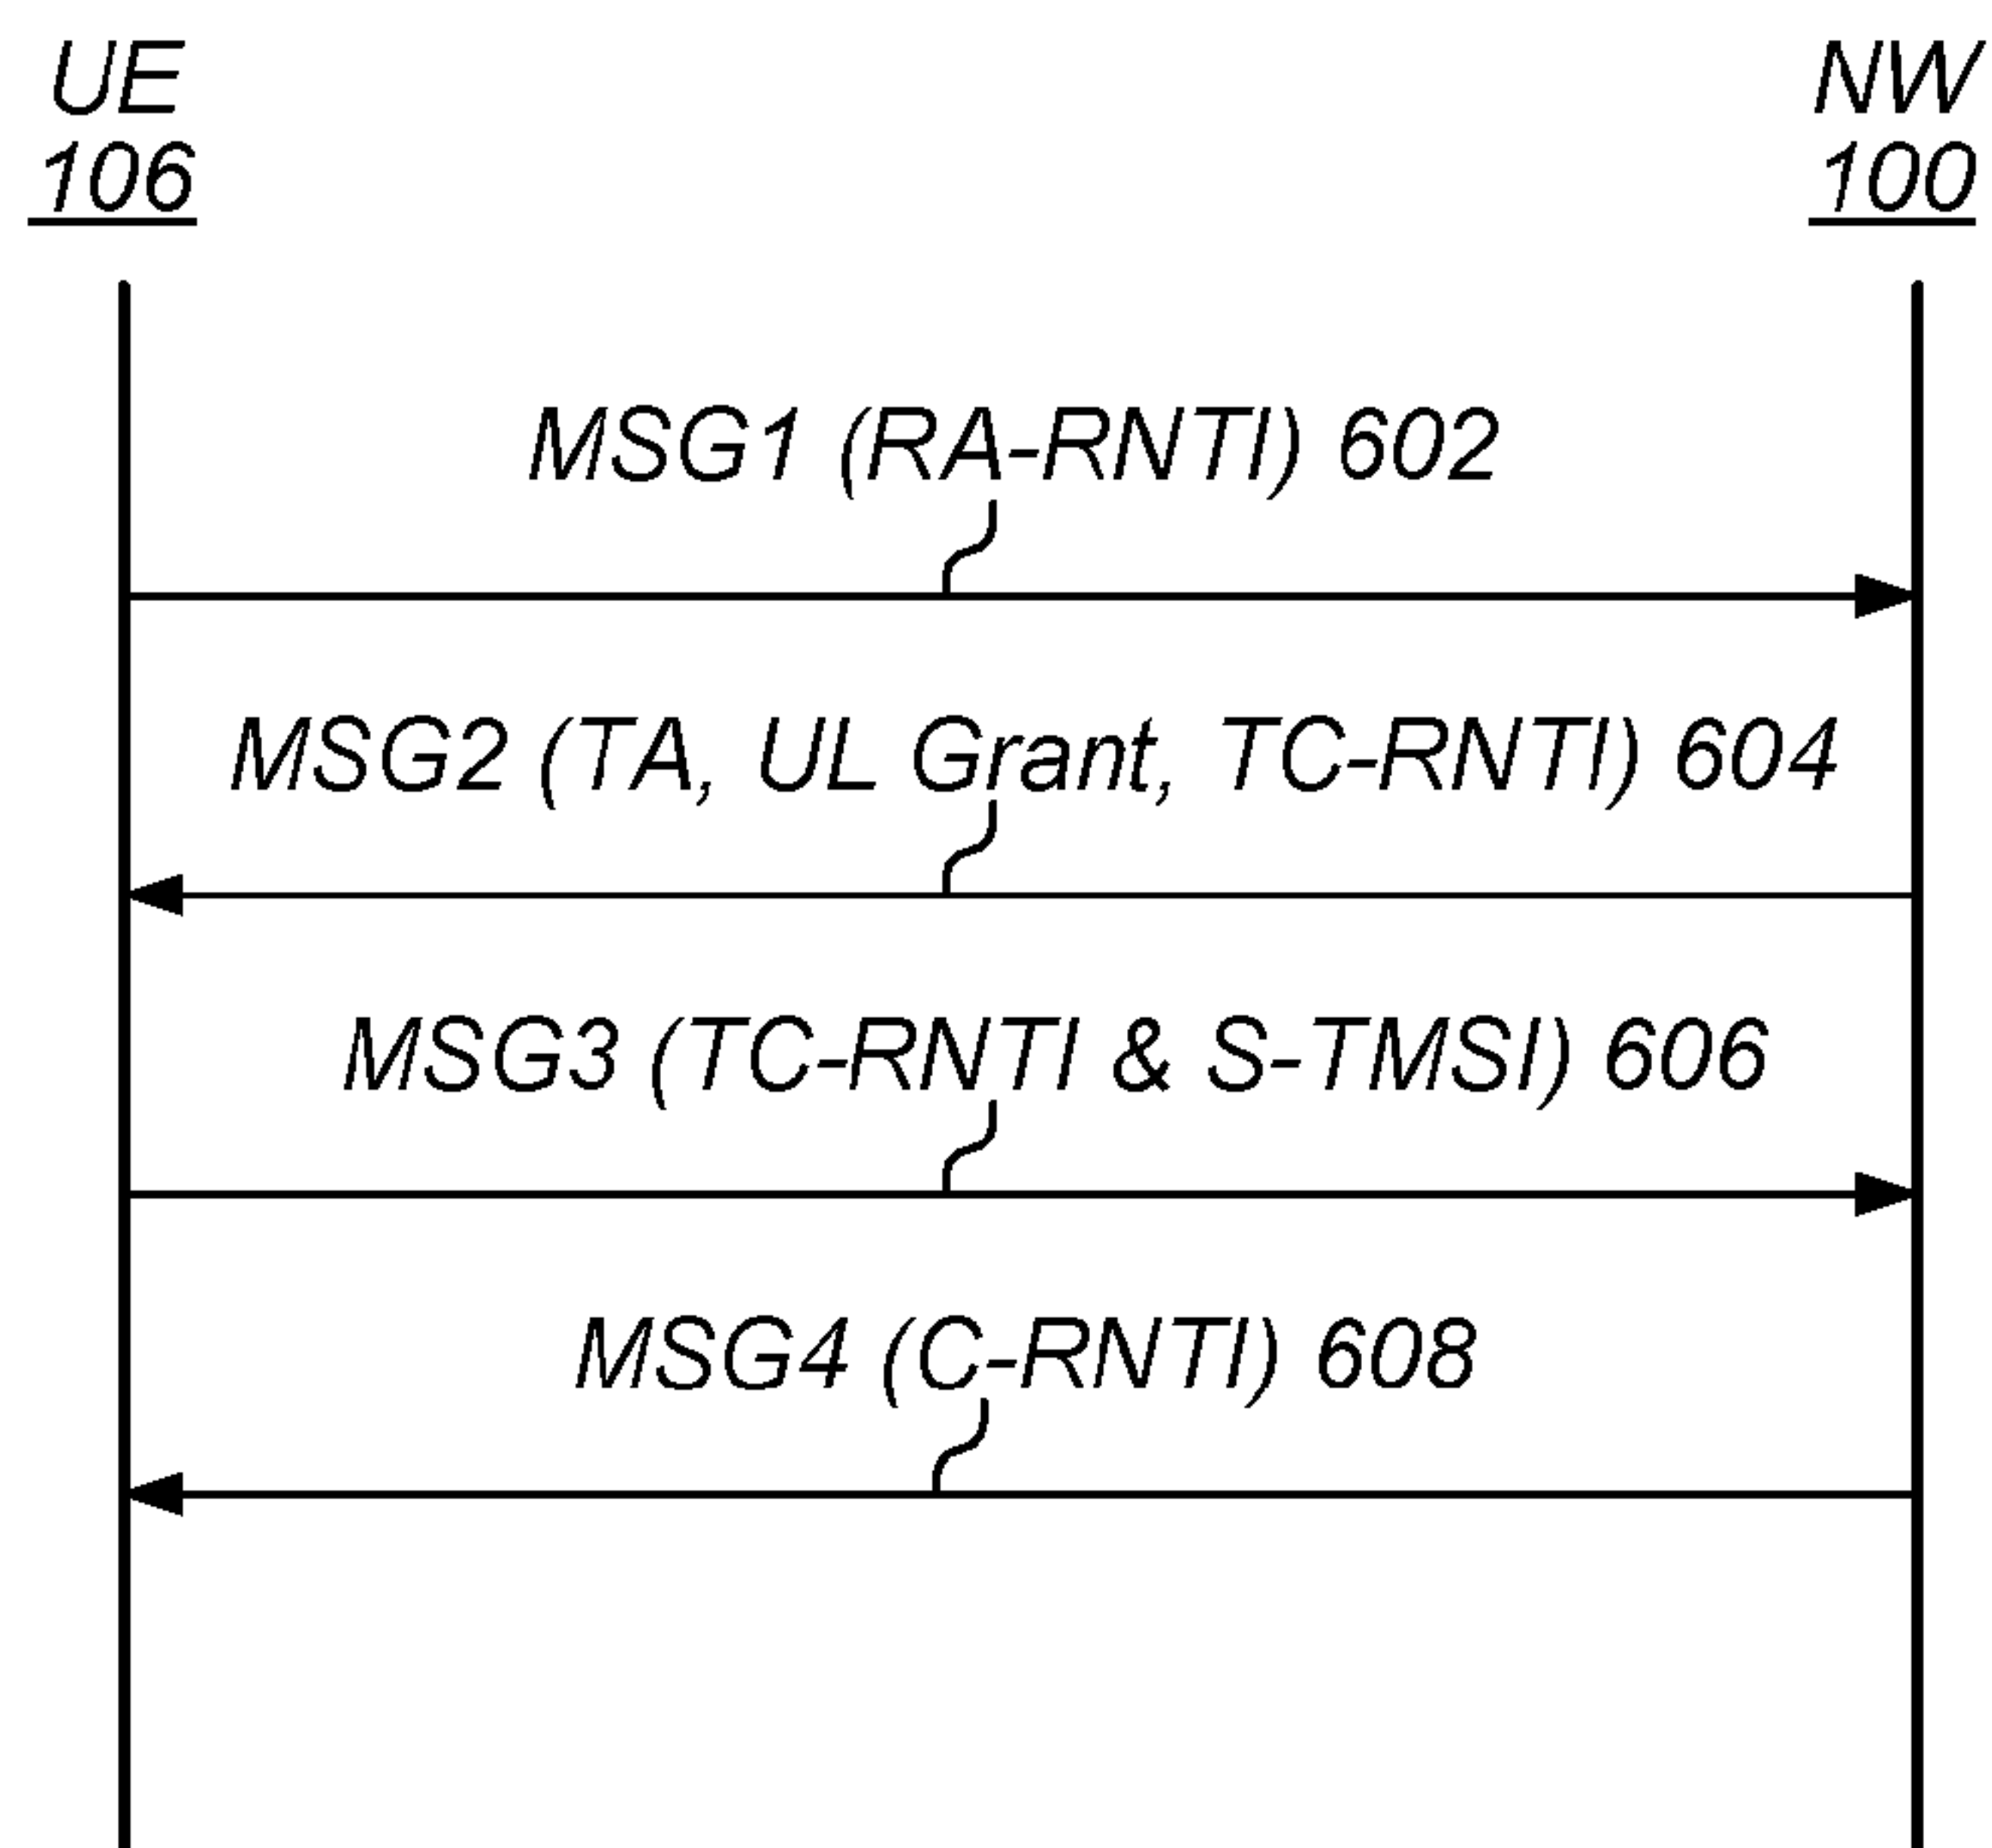 UE
106
NW
100
MSG1 (RA-RNTI) 602
MSG2 (TA, UL Grant, TC-RNTI) 604
MSG3 (TC-RNTI & S-TMSI) 606
MSG4 (C-RNTI) 608